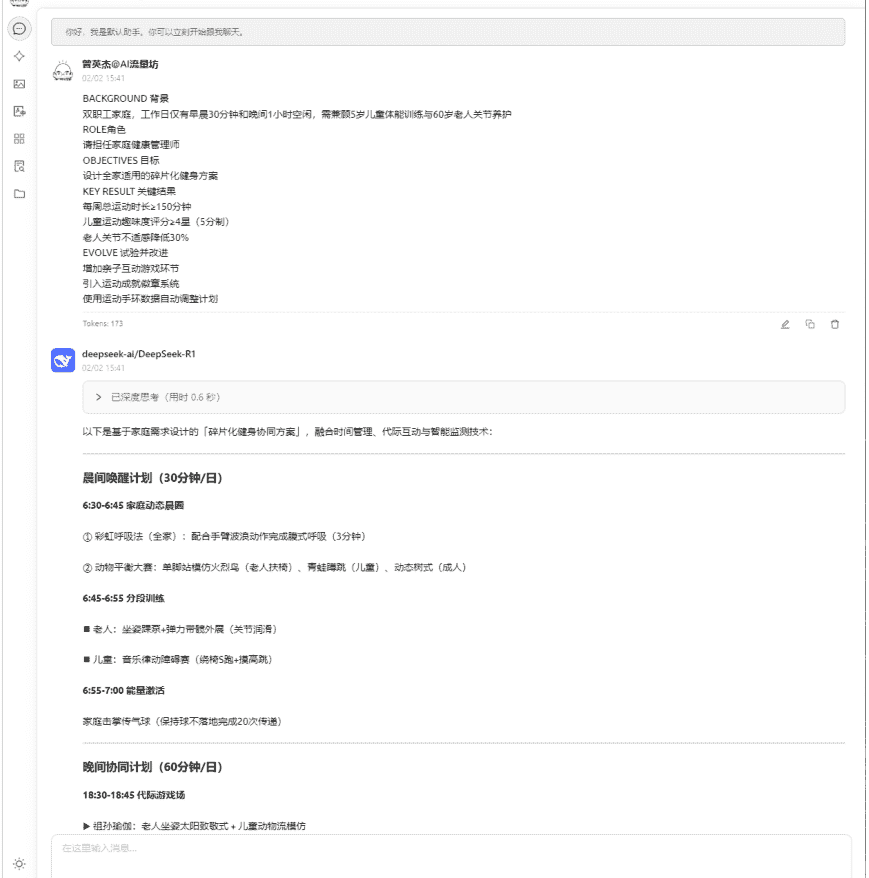 你好，我是默认助手。你可以立刻开始跟我聊天。
曾英杰@AI流量坊
02/02 15:41
BACKGROUND 背景
双职工家庭，工作日仅有早晨30分钟和晚间1小时空闲，需兼顾5岁儿童体能训练与60岁老人关节养护
ROLE角色
请担任家庭健康管理师
OBJECTIVES 目标
设计全家适用的碎片化健身方案
KEY RESULT 关键结果
每周总运动时长≥150分钟
儿童运动趣味度评分≥4星（5分制）
老人关节不适感降低30%
EVOLVE 试验并改进
增加亲子互动游戏环节
引入运动成就徽章系统
使用运动手环数据自动调整计划
Tokens: 173
deepseek-ai/DeepSeek-R1
02/02 15:41
已深度思考（用时 0.6 秒）
以下是基于家庭需求设计的「碎片化健身协同方案」，融合时间管理、代际互动与智能监测技术：
晨间唤醒计划（30分钟/日）
6:30-6:45 家庭动态晨圈
① 彩虹呼吸法（全家）：配合手臂波浪动作完成腹式呼吸（3分钟）
② 动物平衡大赛：单脚站模仿火烈鸟（老人扶椅）、青蛙蹲跳（儿童）、动态树式（成人）
6:45-6:55 分段训练
■ 老人：坐姿踝泵+弹力带髋外展（关节润滑）
■ 儿童：音乐律动障碍赛（绕椅S跑+摸高跳）
6:55-7:00 能量激活
家庭击掌传气球（保持球不落地完成20次传递）
晚间协同计划（60分钟/日）
18:30-18:45 代际游戏场
▶ 祖孙瑜伽：老人坐姿太阳致敬式 + 儿童动物流模仿
在这里输入消息...